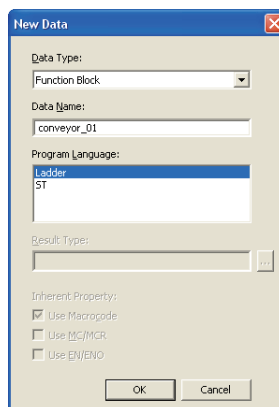 New Data
Data Type:
Function Block
Data Name:
conveyor_01
Program Language:
Ladder
ST
Result Type:
...
Inherent Property:
Use Macrocode
Use MC/MCR
Use EN/ENO
OK Cancel